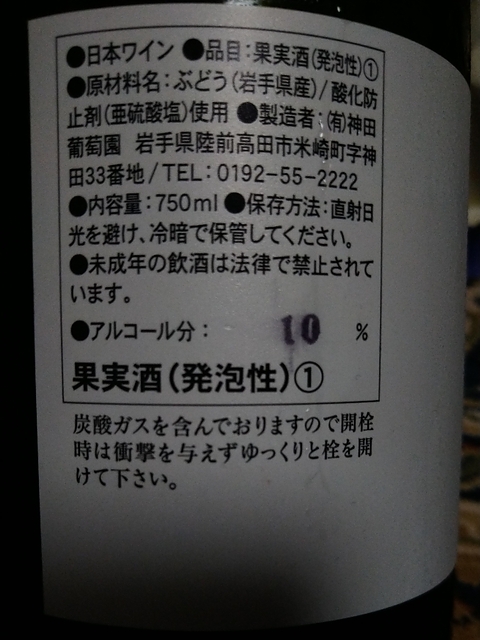 ●日本ワイン ●品目：果実酒(発泡性)①
●原材料名：ぶどう(岩手県産)/酸化防
止剤(亜硫酸塩)使用 ●製造者：㈲神田
葡萄園 岩手県陸前高田市米崎町字神
田33番地/TEL：0192-55-2222
●内容量：750ml ●保存方法：直射日
光を避け、冷暗で保管してください。
●未成年の飲酒は法律で禁止されて
います。
●アルコール分： 10 %
果実酒(発泡性)①
炭酸ガスを含んでおりますので開栓
時は衝撃を与えずゆっくりと栓を開
けて下さい。